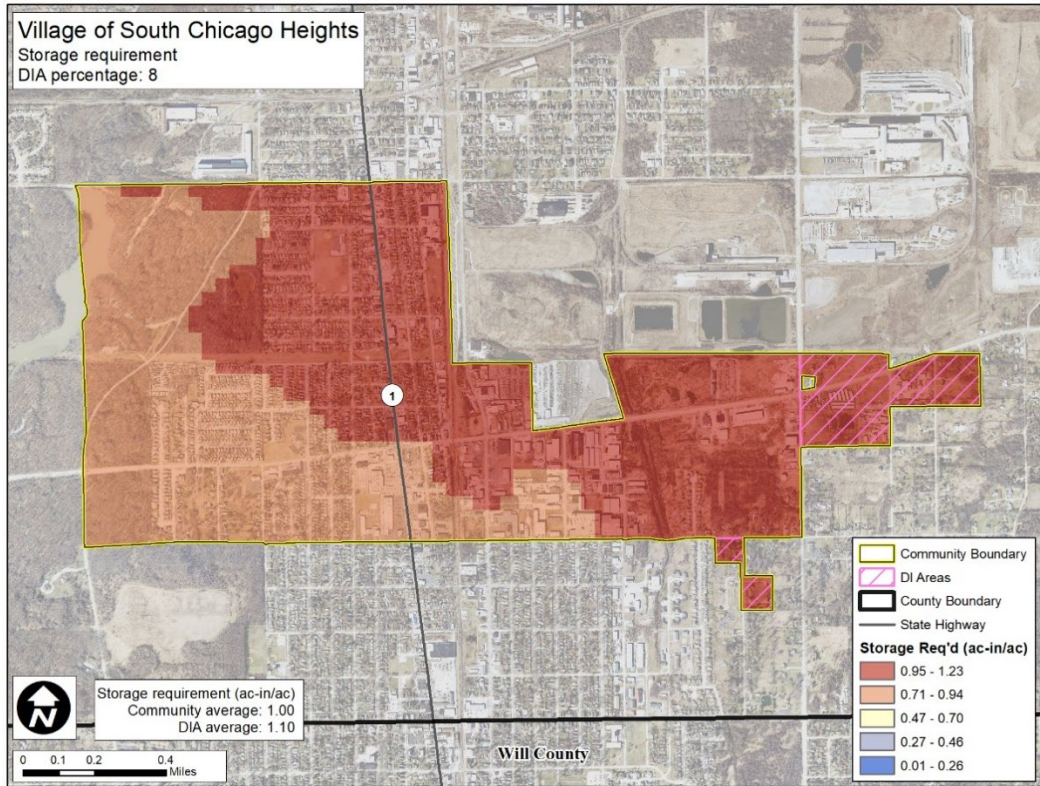 Village of South Chicago Heights
Storage requirement
DIA percentage: 8
1
Community Boundary
DI Areas
County Boundary
State Highway
Storage Req'd (ac-in/ac)
0.95 - 1.23
0.71 - 0.94
0.47 - 0.70
0.27 - 0.46
0.01 - 0.26
N
Storage requirement (ac-in/ac)
Community average: 1.00
DIA average: 1.10
0 0.1 0.2 0.4
Miles
Will County